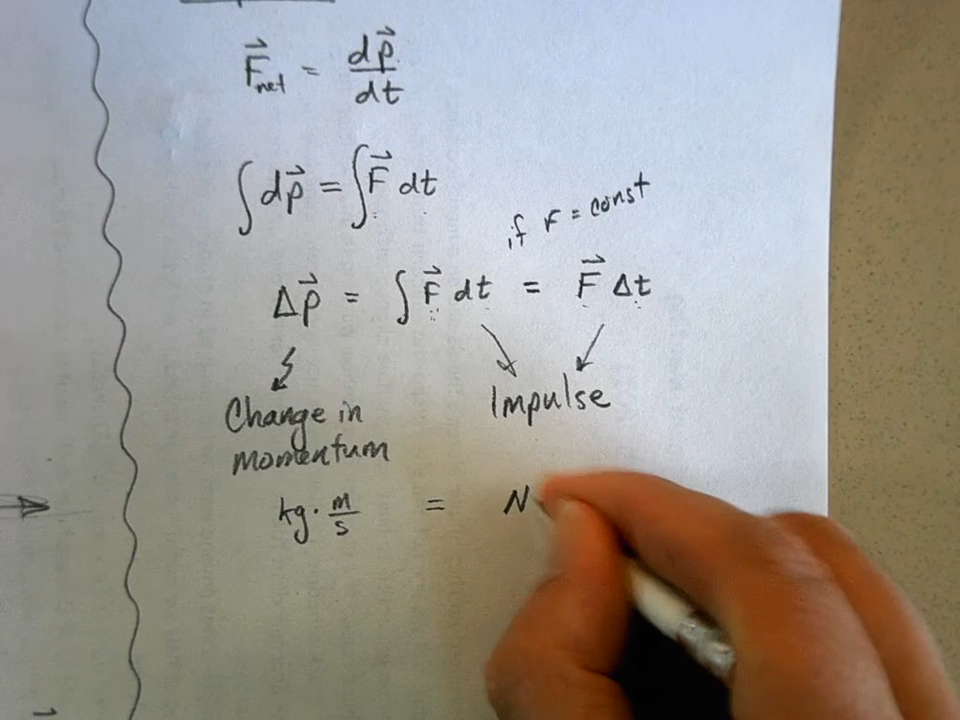 F⃗net = dp⃗/dt
∫dp⃗ = ∫F⃗ dt
if F = const
Δp⃗ = ∫F⃗ dt = F⃗ Δt
Change in
momentum
Impulse
kg · m/s = N